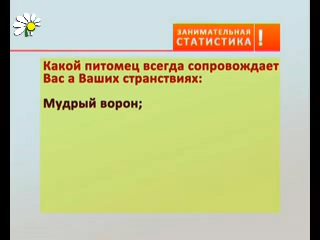 ЗАНИМАТЕЛЬНАЯ
СТАТИСТИКА !
Какой питомец всегда сопровождает
Вас а Ваших странствиях:
Мудрый ворон;